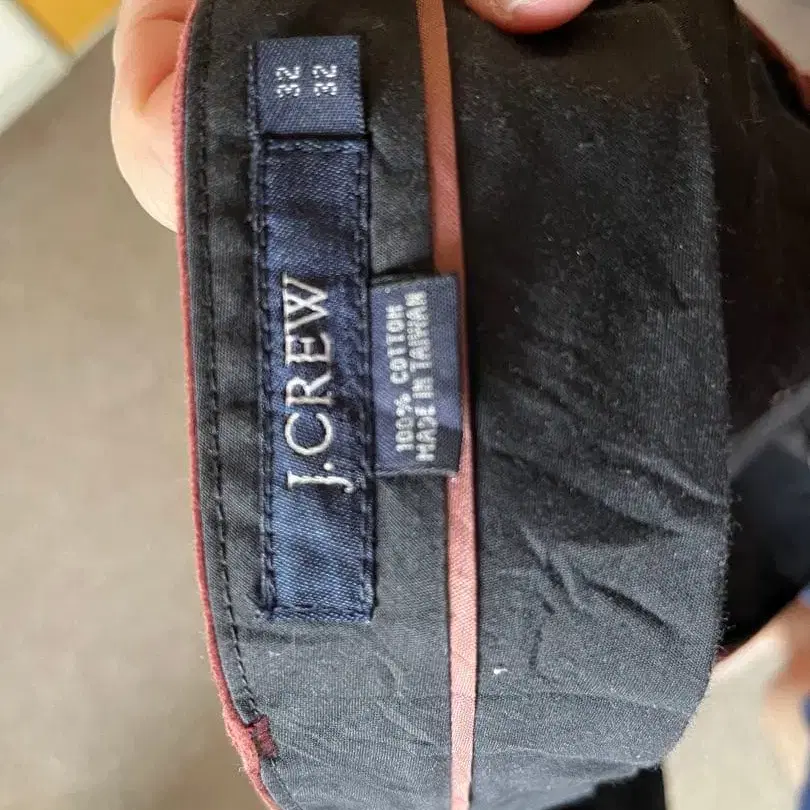 32
32
J.CREW
100% COTTON
MADE IN TAIWAN